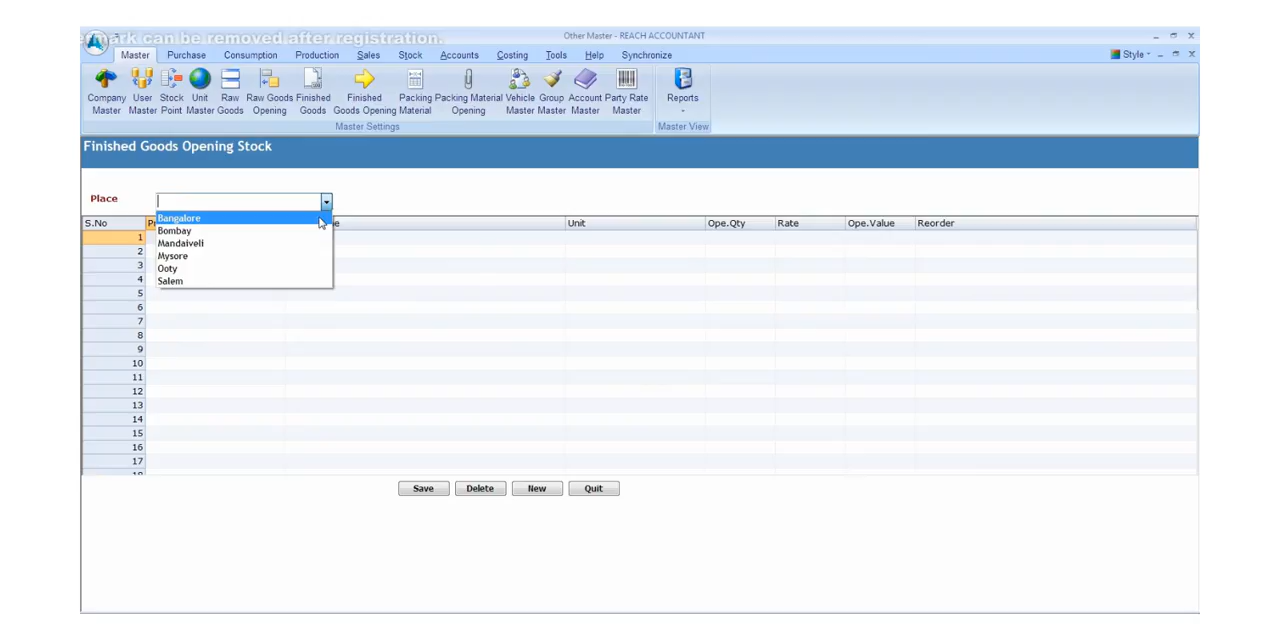 mark can be removed after registration.
Other Master - REACH ACCOUNTANT
Master Purchase Consumption Production Sales Stock Accounts Costing Tools Help Synchronize Style
Company Master
User Master
Stock Point
Unit Master
Raw Goods
Raw Goods Opening
Finished Goods
Finished Goods Opening
Packing Material
Packing Material Opening
Vehicle Master
Group Master
Account Master
Party Rate Master
Reports
Master Settings Master View
Finished Goods Opening Stock
Place
Bangalore
Bombay
Mandaiveli
Mysore
Ooty
Salem
S.No Unit Ope.Qty Rate Ope.Value Reorder
1
2
3
4
5
6
7
8
9
10
11
12
13
14
15
16
17
18
Save Delete New Quit